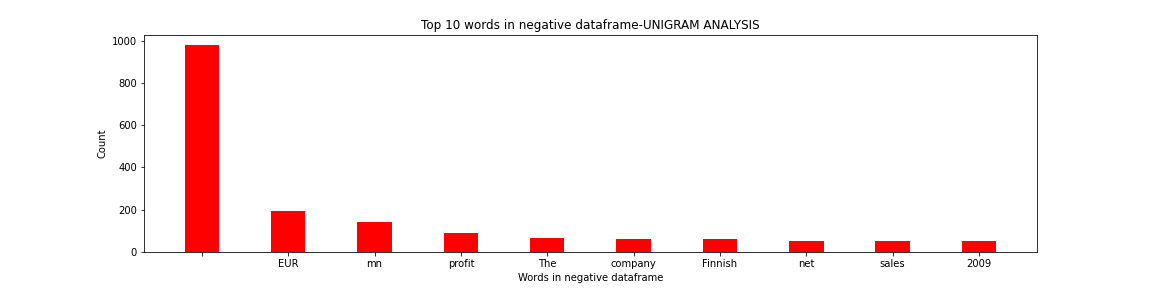 Top 10 words in negative dataframe-UNIGRAM ANALYSIS
1000
800
600
400
200
0
Count
EUR mn profit The company Finnish net sales 2009
Words in negative dataframe